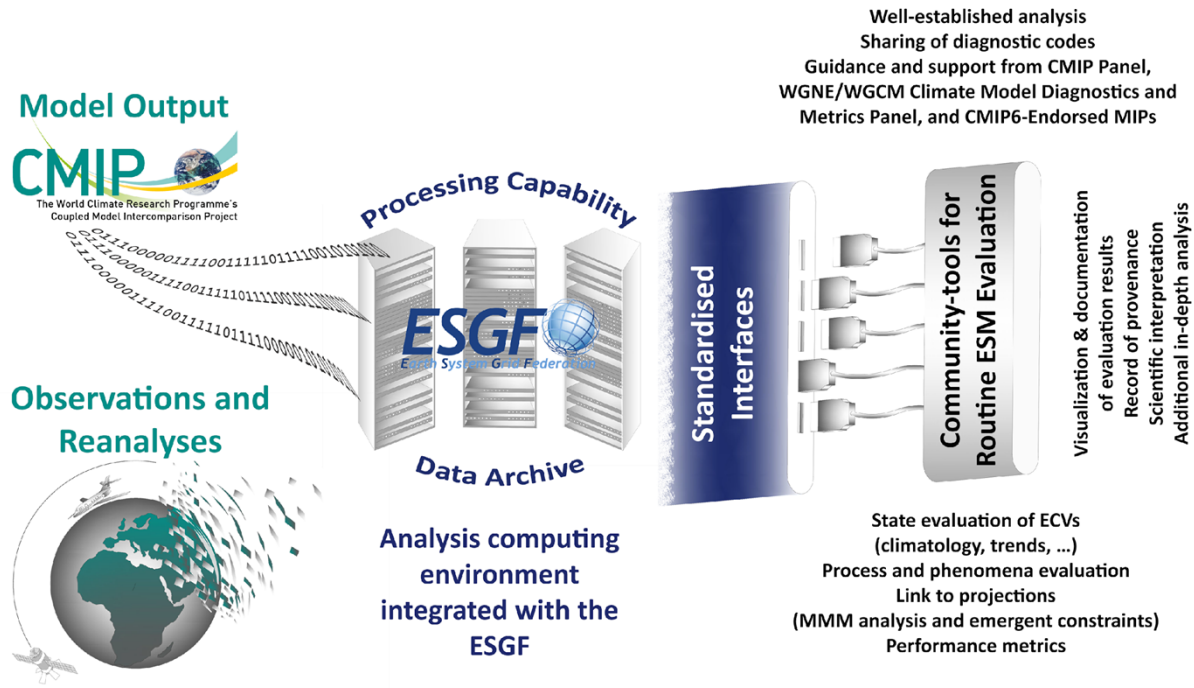 Model Output
CMIP
The World Climate Research Programme's
Coupled Model Intercomparison Project
Observations and
Reanalyses
Processing Capability
ESGF
Earth System Grid Federation
Data Archive
Analysis computing
environment
integrated with the
ESGF
Standardised
Interfaces
Well-established analysis
Sharing of diagnostic codes
Guidance and support from CMIP Panel,
WGNE/WGCM Climate Model Diagnostics and
Metrics Panel, and CMIP6-Endorsed MIPs
Community-tools for
Routine ESM Evaluation
Visualization & documentation
of evaluation results
Record of provenance
Scientific interpretation
Additional in-depth analysis
State evaluation of ECVs
(climatology, trends, ...)
Process and phenomena evaluation
Link to projections
(MMM analysis and emergent constraints)
Performance metrics